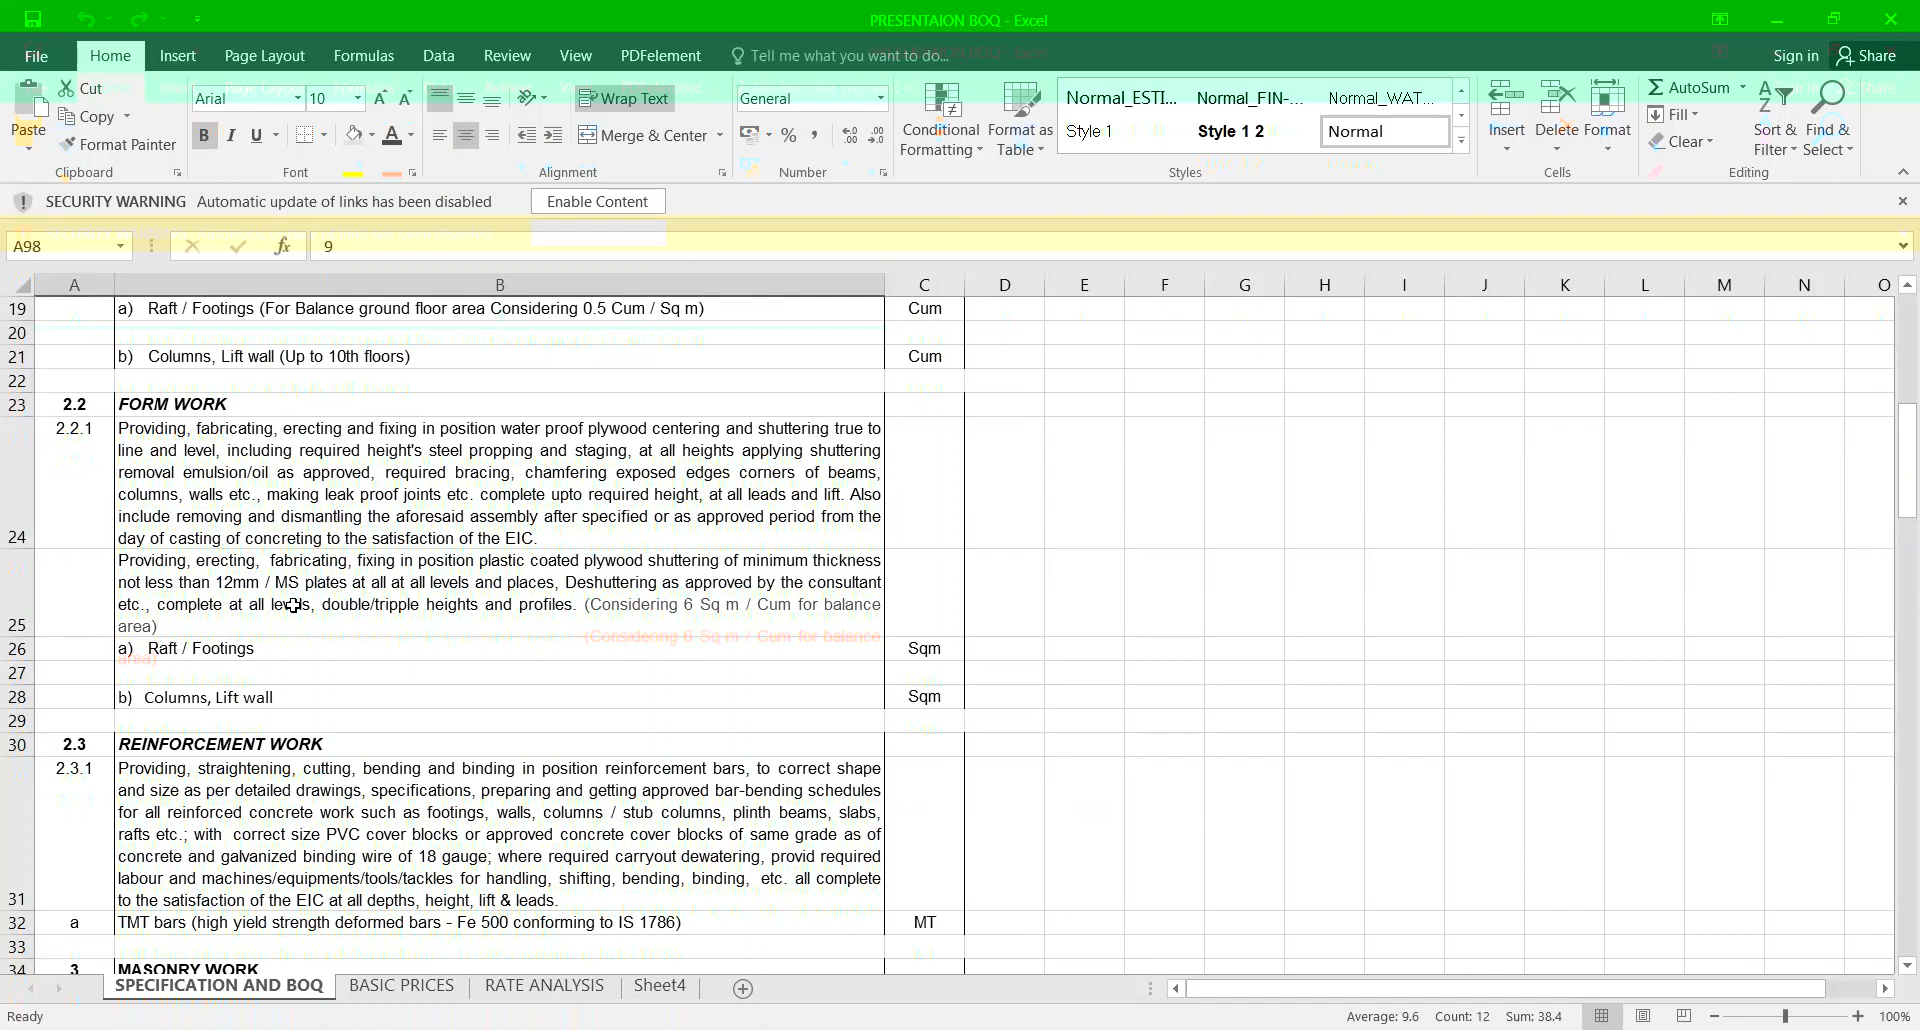 PRESENTAION BOQ - Excel
File Home Insert Page Layout Formulas Data Review View PDFelement Tell me what you want to do... Sign in Share
Paste Cut Copy Format Painter Clipboard
Arial 10 B I U A Font
Wrap Text Merge & Center Alignment
General % , Number
Conditional Formatting Format as Table
Normal_ESTI... Normal_FIN-... Normal_WAT...
Style 1 Style 1 2 Normal
Styles
Insert Delete Format Cells
AutoSum Fill Clear Sort & Filter Find & Select Editing
SECURITY WARNING Automatic update of links has been disabled Enable Content
A98 fx 9
A B C D E F G H I J K L M N O
19 a) Raft / Footings (For Balance ground floor area Considering 0.5 Cum / Sq m) Cum
20
21 b) Columns, Lift wall (Up to 10th floors) Cum
22
23 2.2 FORM WORK
2.2.1 Providing, fabricating, erecting and fixing in position water proof plywood centering and shuttering true to
line and level, including required height's steel propping and staging, at all heights applying shuttering
removal emulsion/oil as approved, required bracing, chamfering exposed edges corners of beams,
columns, walls etc., making leak proof joints etc. complete upto required height, at all leads and lift. Also
include removing and dismantling the aforesaid assembly after specified or as approved period from the
24 day of casting of concreting to the satisfaction of the EIC.
Providing, erecting, fabricating, fixing in position plastic coated plywood shuttering of minimum thickness
not less than 12mm / MS plates at all at all levels and places, Deshuttering as approved by the consultant
etc., complete at all levels, double/tripple heights and profiles. (Considering 6 Sq m / Cum for balance
25 area)
26 a) Raft / Footings Sqm
27
28 b) Columns, Lift wall Sqm
29
30 2.3 REINFORCEMENT WORK
2.3.1 Providing, straightening, cutting, bending and binding in position reinforcement bars, to correct shape
and size as per detailed drawings, specifications, preparing and getting approved bar-bending schedules
for all reinforced concrete work such as footings, walls, columns / stub columns, plinth beams, slabs,
rafts etc.; with correct size PVC cover blocks or approved concrete cover blocks of same grade as of
concrete and galvanized binding wire of 18 gauge; where required carryout dewatering, provid required
labour and machines/equipments/tools/tackles for handling, shifting, bending, binding, etc. all complete
31 to the satisfaction of the EIC at all depths, height, lift & leads.
32 a TMT bars (high yield strength deformed bars - Fe 500 conforming to IS 1786) MT
33
34 3 MASONRY WORK
SPECIFICATION AND BOQ BASIC PRICES RATE ANALYSIS Sheet4
Ready Average: 9.6 Count: 12 Sum: 38.4 100%